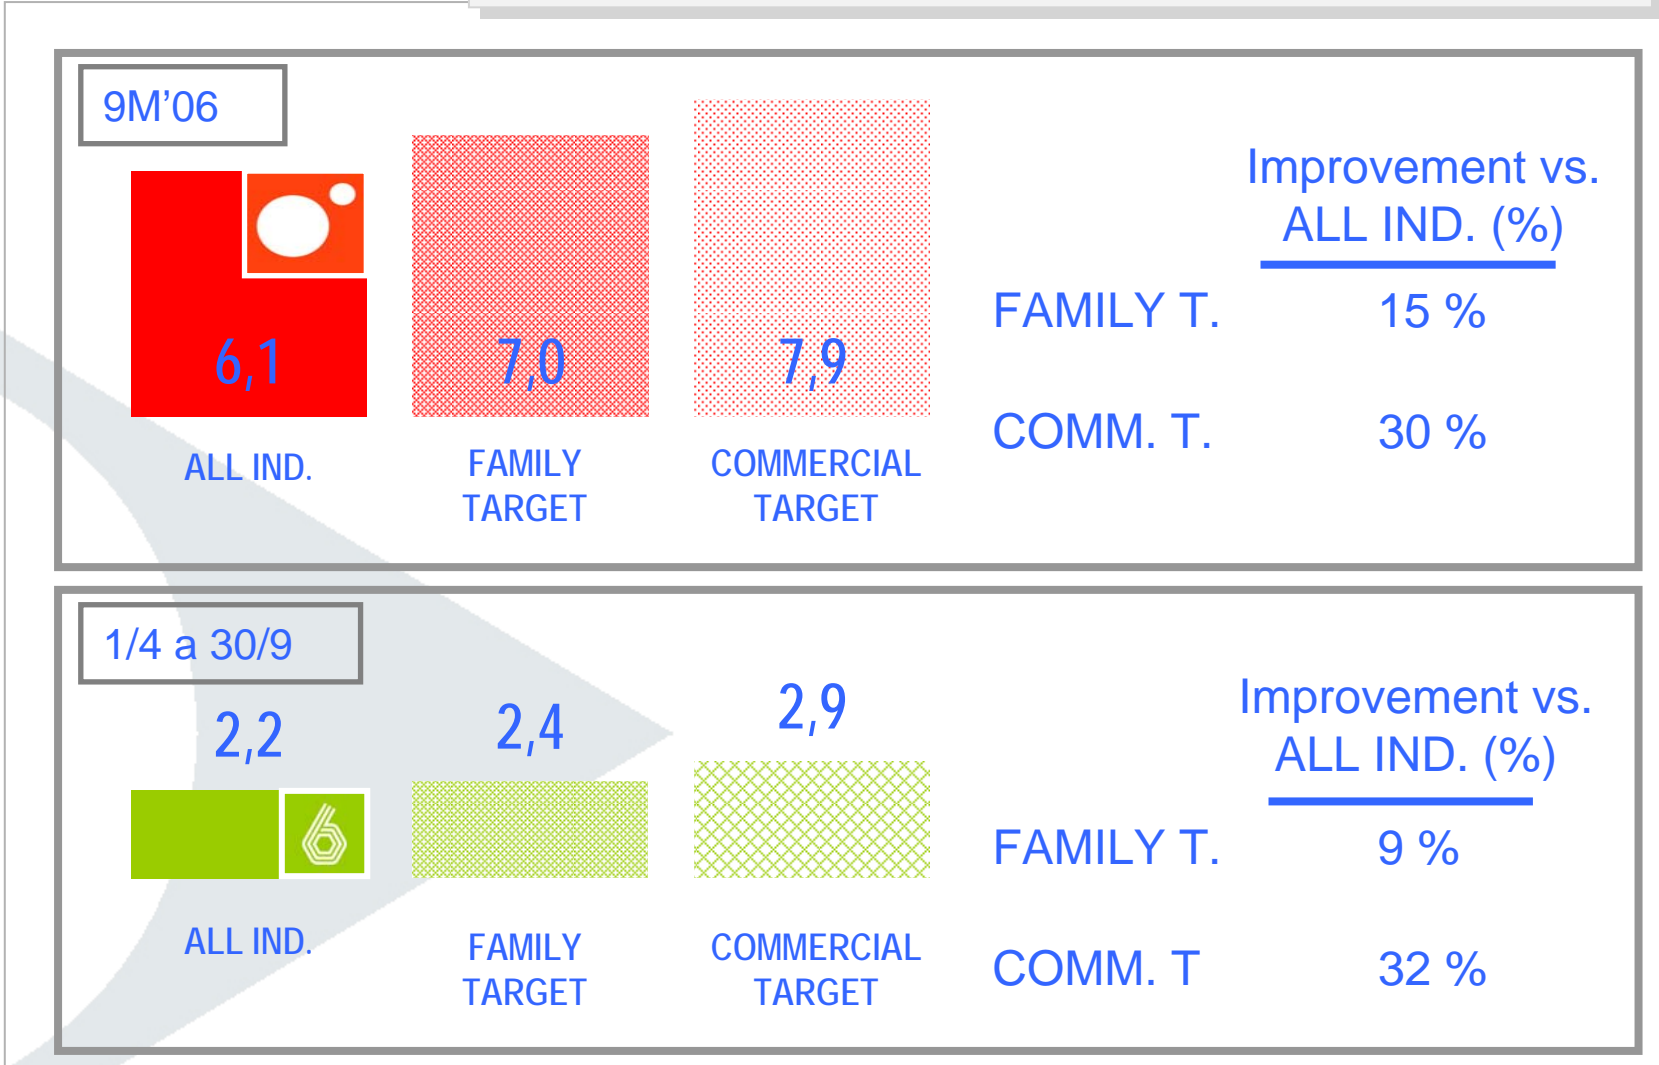 9M’06
Improvement vs.
ALL IND. (%)
FAMILY T. 15 %
6,1 7,0 7,9
COMM. T. 30 %
ALL IND. FAMILY COMMERCIAL
TARGET TARGET
1/4 a 30/9
Improvement vs.
ALL IND. (%)
2,2 2,4 2,9
6
FAMILY T. 9 %
ALL IND. FAMILY COMMERCIAL
TARGET TARGET
COMM. T 32 %